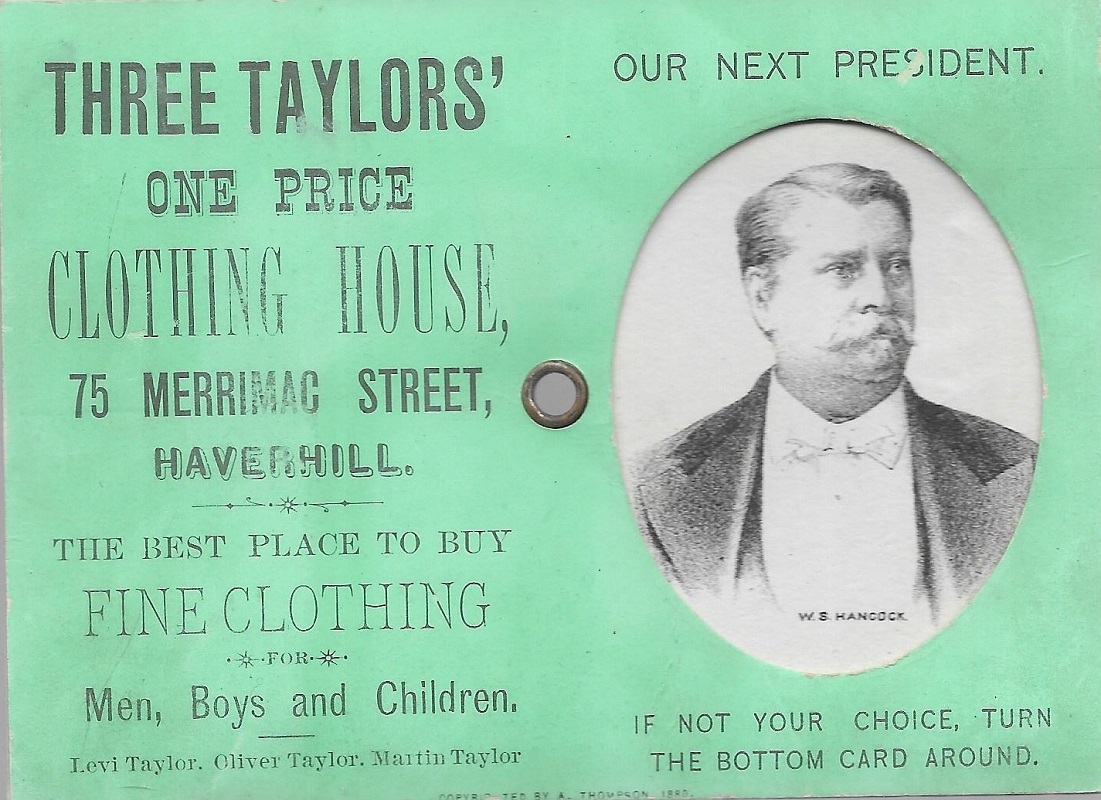 THREE TAYLORS'
ONE PRICE
CLOTHING HOUSE,
75 MERRIMAC STREET,
HAVERHILL.
THE BEST PLACE TO BUY
FINE CLOTHING
FOR
Men, Boys and Children.
Levi Taylor. Oliver Taylor. Martin Taylor
OUR NEXT PRESIDENT.
W. S. HANCOCK.
IF NOT YOUR CHOICE, TURN
THE BOTTOM CARD AROUND.
BY A. THOMPSON 1880.